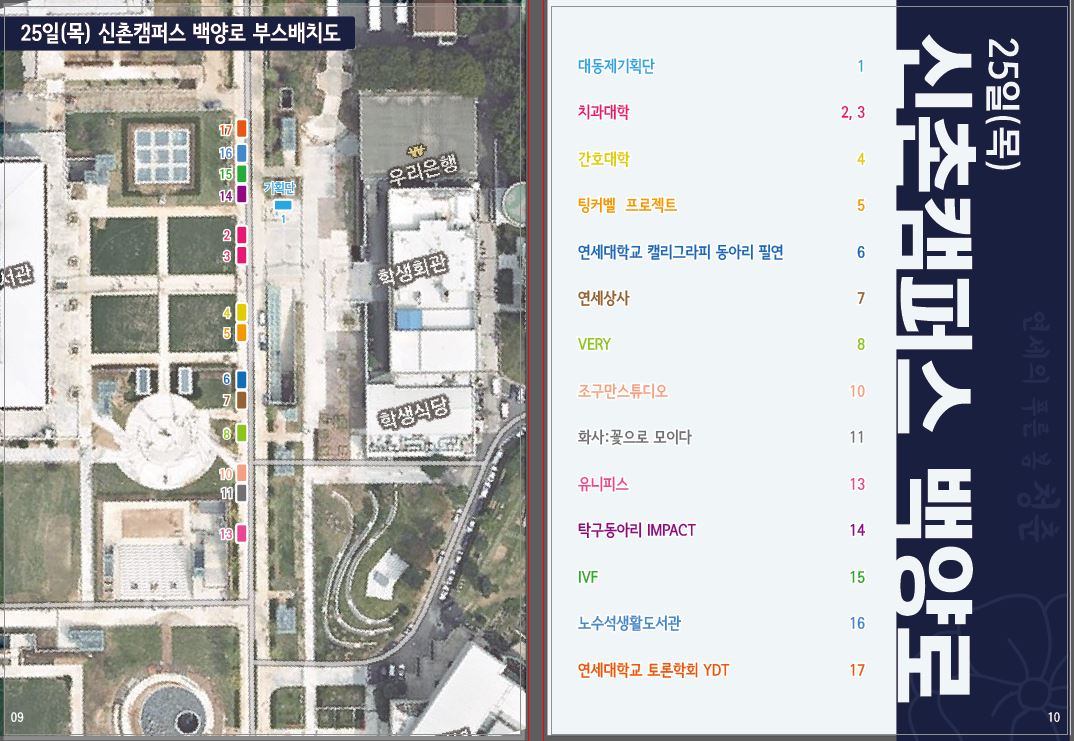 25일(목) 신촌캠퍼스 백양로 부스배치도
17
16
15
14
기획단
1
2
3
4
5
6
7
8
10
11
13
우리은행
학생회관
학생식당
서관
09
대동제기획단 1
치과대학 2, 3
간호대학 4
팅커벨 프로젝트 5
연세대학교 캘리그라피 동아리 필연 6
연세상사 7
VERY 8
조구만스튜디오 10
화사:꽃으로 모이다 11
유니피스 13
탁구동아리 IMPACT 14
IVF 15
노수석생활도서관 16
연세대학교 토론학회 YDT 17
25일(목)
신촌캠퍼스 백양로
연세의 푸른 봄 청춘
10